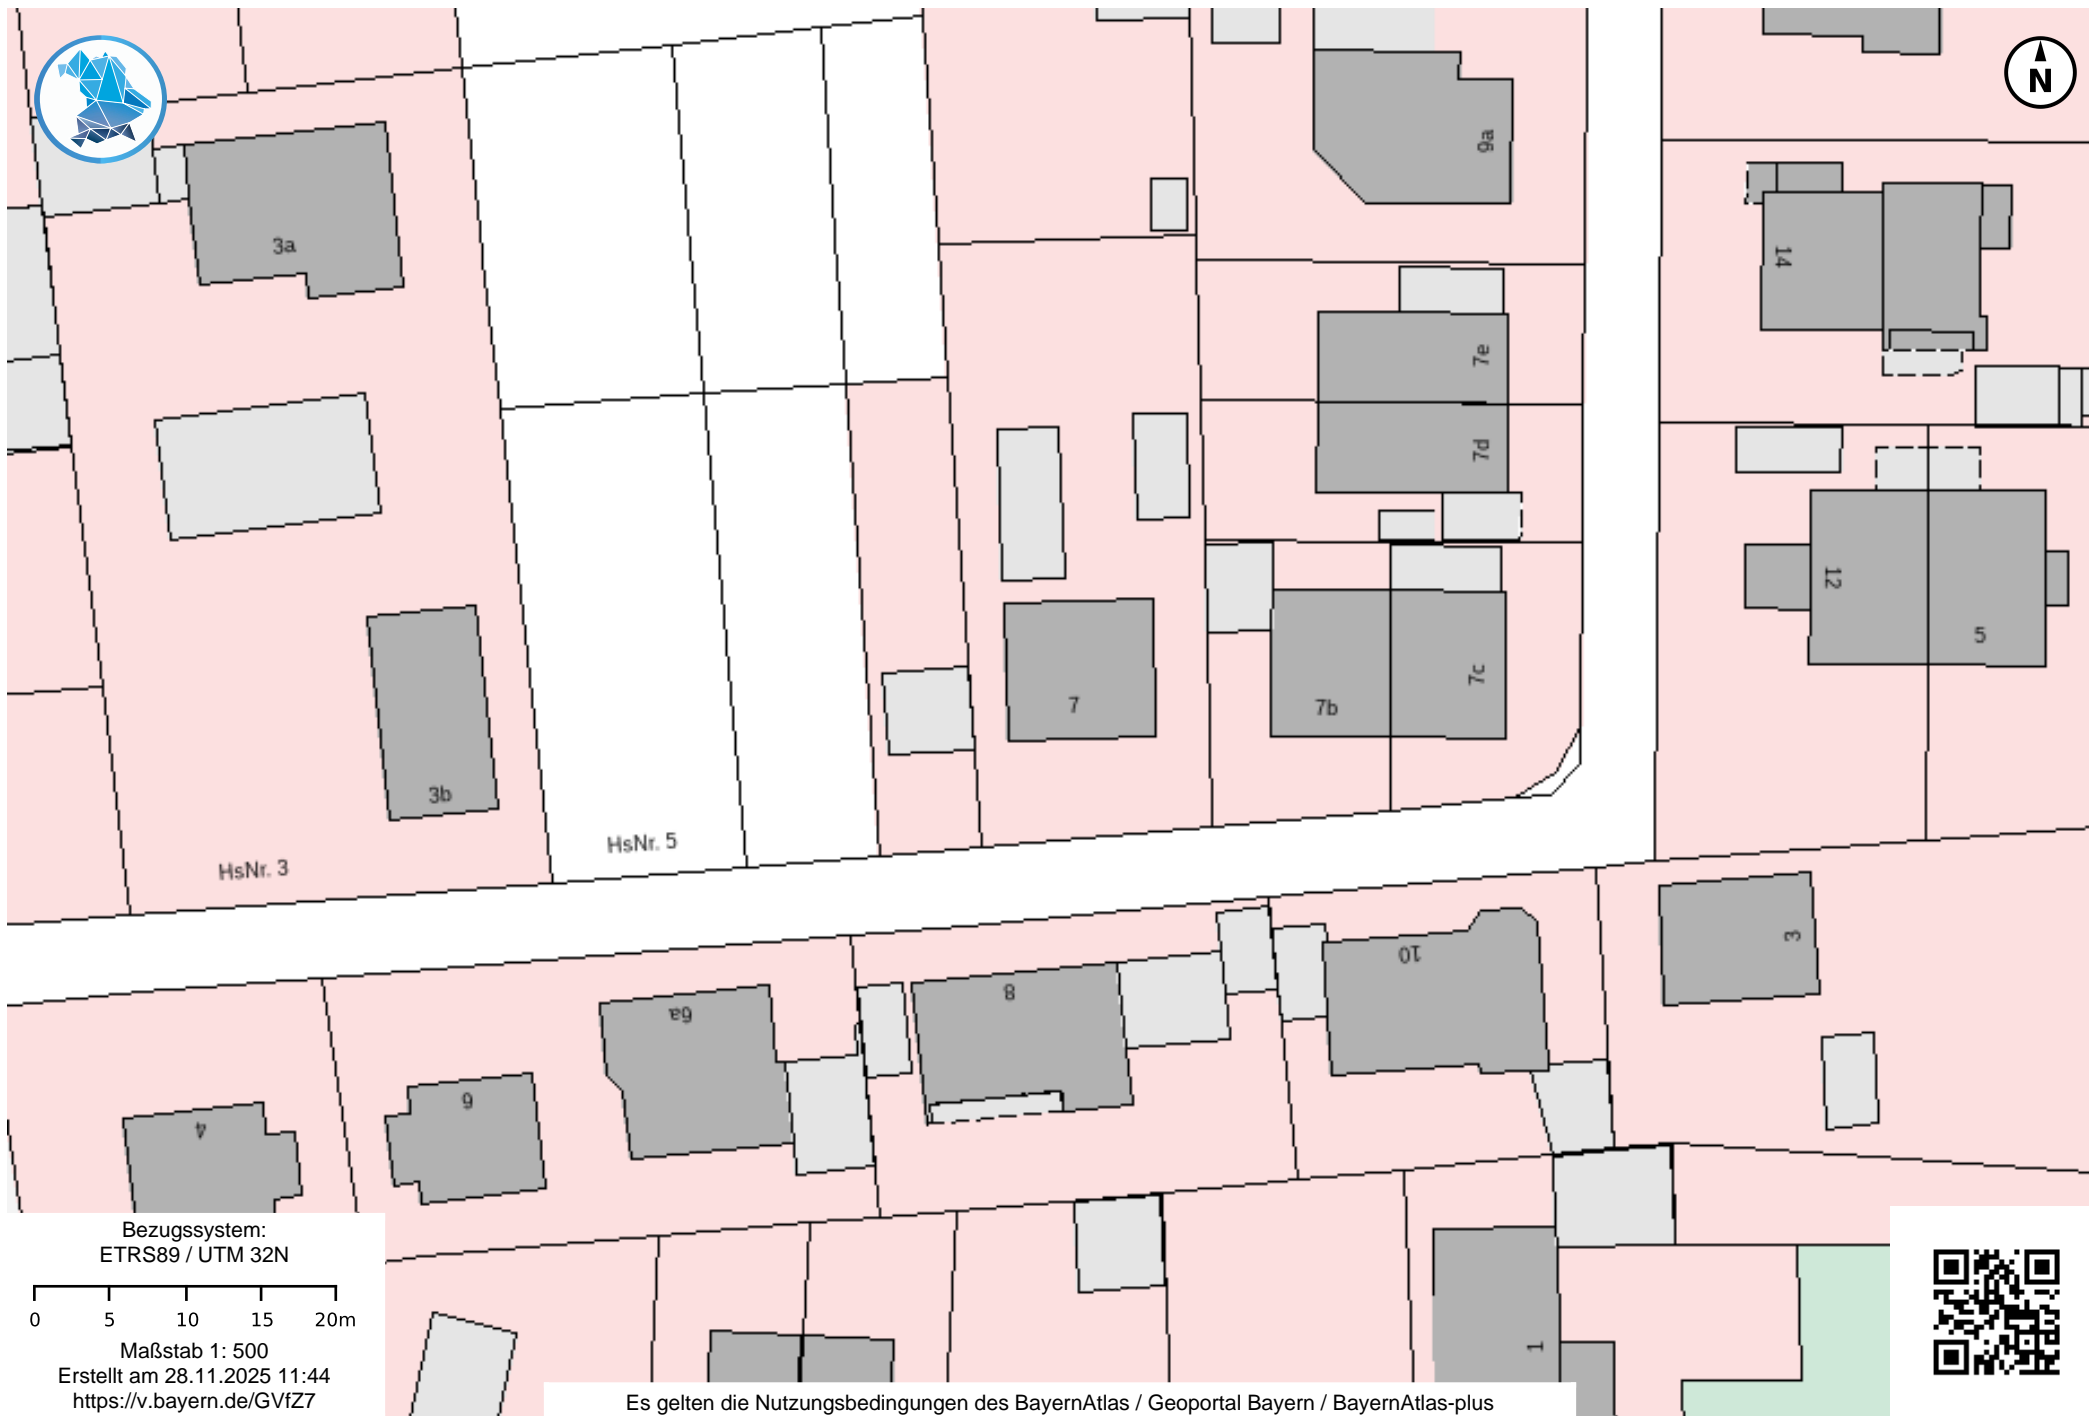 N
9a
3a
14
7e
7d
12
5
7
7b
7c
3b
HsNr. 5
HsNr. 3
3
10
8
6a
6
4
1
Bezugssystem:
ETRS89 / UTM 32N
0 5 10 15 20m
Maßstab 1: 500
Erstellt am 28.11.2025 11:44
https://v.bayern.de/GVfZ7
Es gelten die Nutzungsbedingungen des BayernAtlas / Geoportal Bayern / BayernAtlas-plus